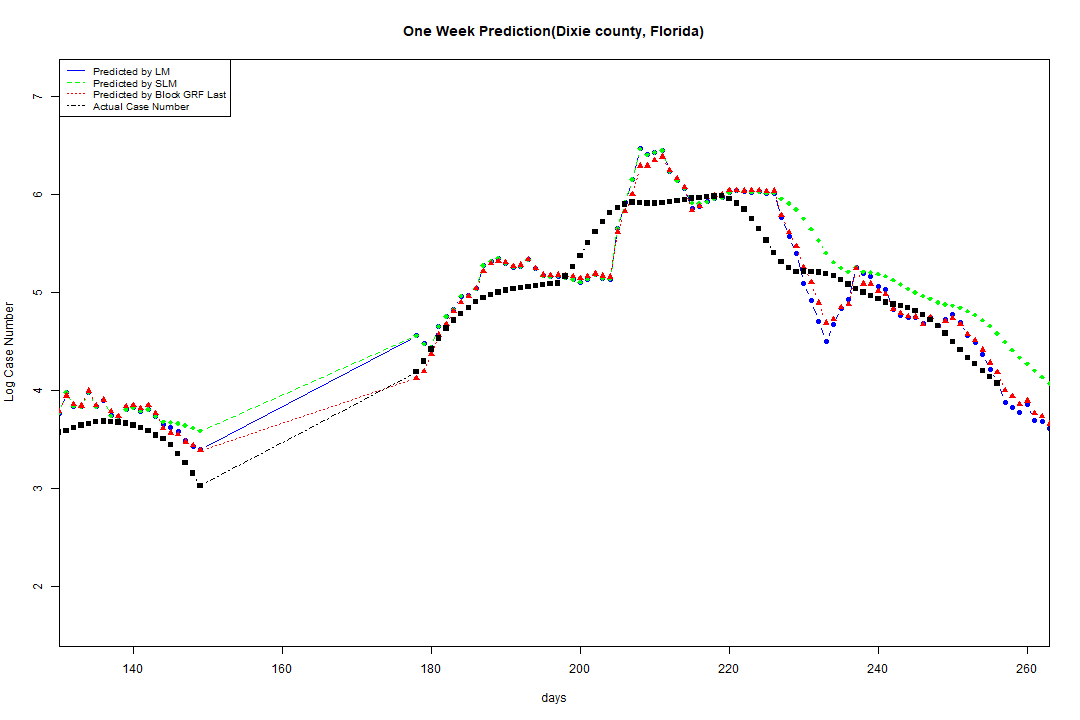 One Week Prediction(Dixie county, Florida)
Predicted by LM
Predicted by SLM
Predicted by Block GRF Last
Actual Case Number
7
6
5
4
3
2
Log Case Number
140 160 180 200 220 240 260
days